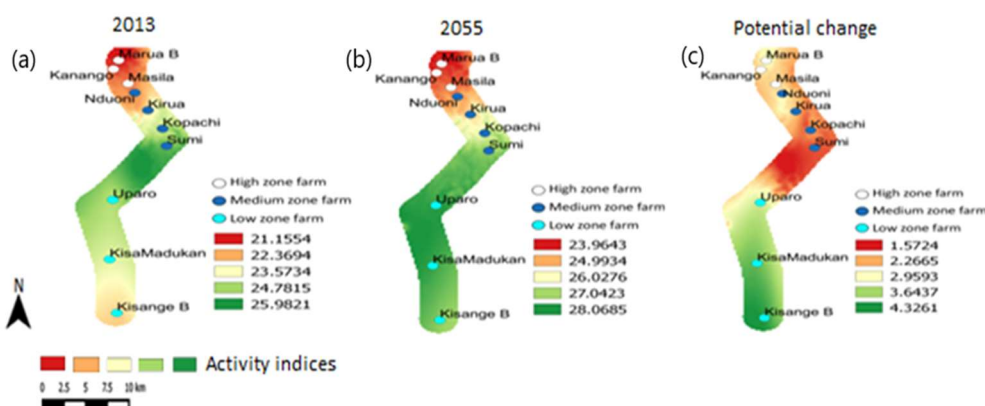 2013
(a)
Marua B
Kanango
Masila
Nduoni
Kirua
Kopachi
Sumi
Uparo
High zone farm
Medium zone farm
Low zone farm
KisaMadukan
21.1554
22.3694
23.5734
24.7815
25.9821
Kisange B
N
Activity indices
0 2.5 5 7.5 10 km
2055
(b)
Marua B
Kanango
Masila
Nduoni
Kirua
Kopachi
Sumi
Uparo
High zone farm
Medium zone farm
Low zone farm
KisaMadukan
23.9643
24.9934
26.0276
27.0423
28.0685
Kisange B
Potential change
(c)
Marua B
Kanango
Masila
Nduoni
Kirua
Kopachi
Sumi
Uparo
High zone farm
Medium zone farm
Low zone farm
KisaMadukan
1.5724
2.2665
2.9593
3.6437
4.3261
Kisange B